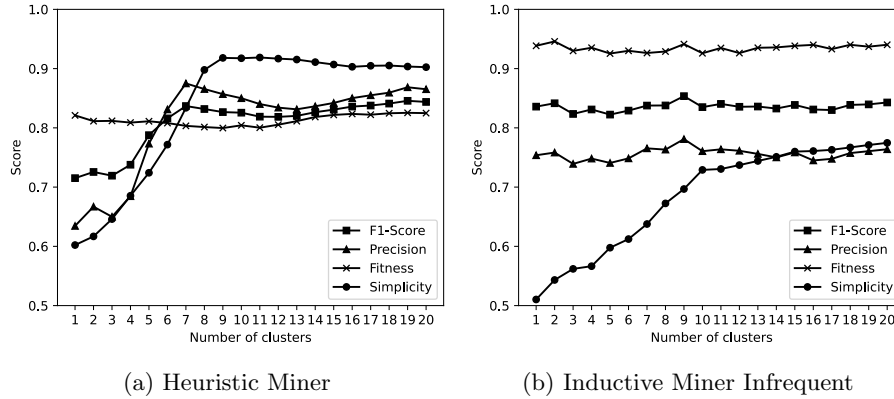 1.0
0.9
0.8
0.7
0.6
0.5
Score
F1-Score
Precision
Fitness
Simplicity
1 2 3 4 5 6 7 8 9 10 11 12 13 14 15 16 17 18 19 20
Number of clusters
(a) Heuristic Miner
1.0
0.9
0.8
0.7
0.6
0.5
Score
F1-Score
Precision
Fitness
Simplicity
1 2 3 4 5 6 7 8 9 10 11 12 13 14 15 16 17 18 19 20
Number of clusters
(b) Inductive Miner Infrequent